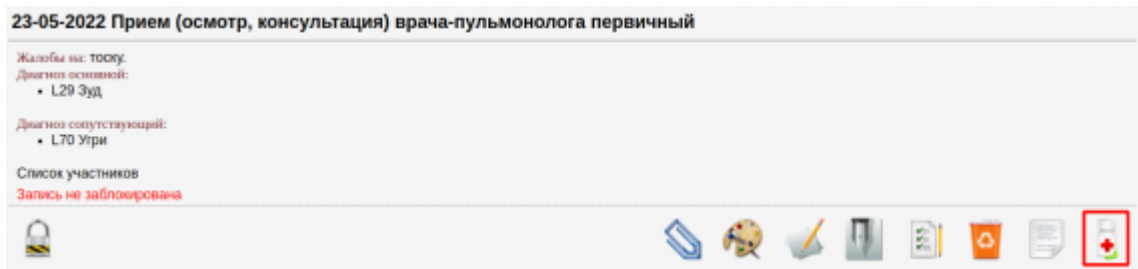 23-05-2022 Прием (осмотр, консультация) врача-пульмонолога первичный
Жалобы на: тоску.
Диагноз основной:
• L29 Зуд
Диагноз сопутствующий:
• L70 Угри
Список участников
Запись не заблокирована